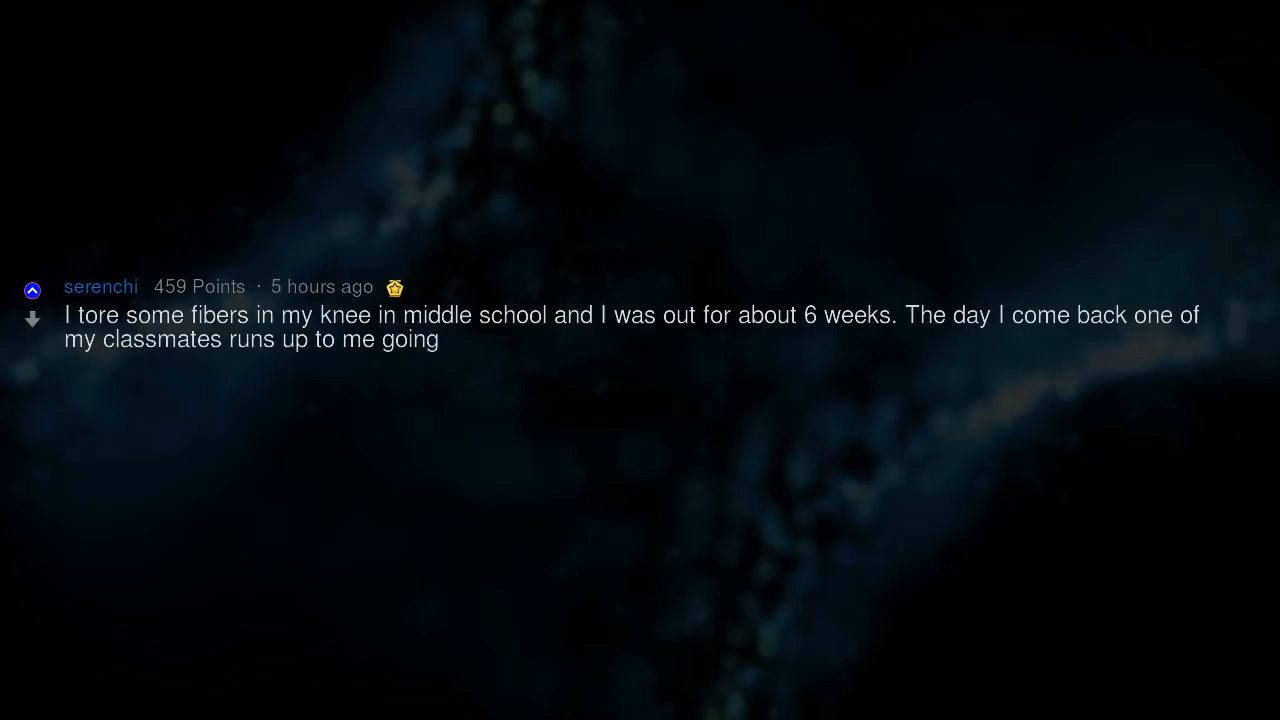 serenchi 459 Points · 5 hours ago
I tore some fibers in my knee in middle school and I was out for about 6 weeks. The day I come back one of
my classmates runs up to me going